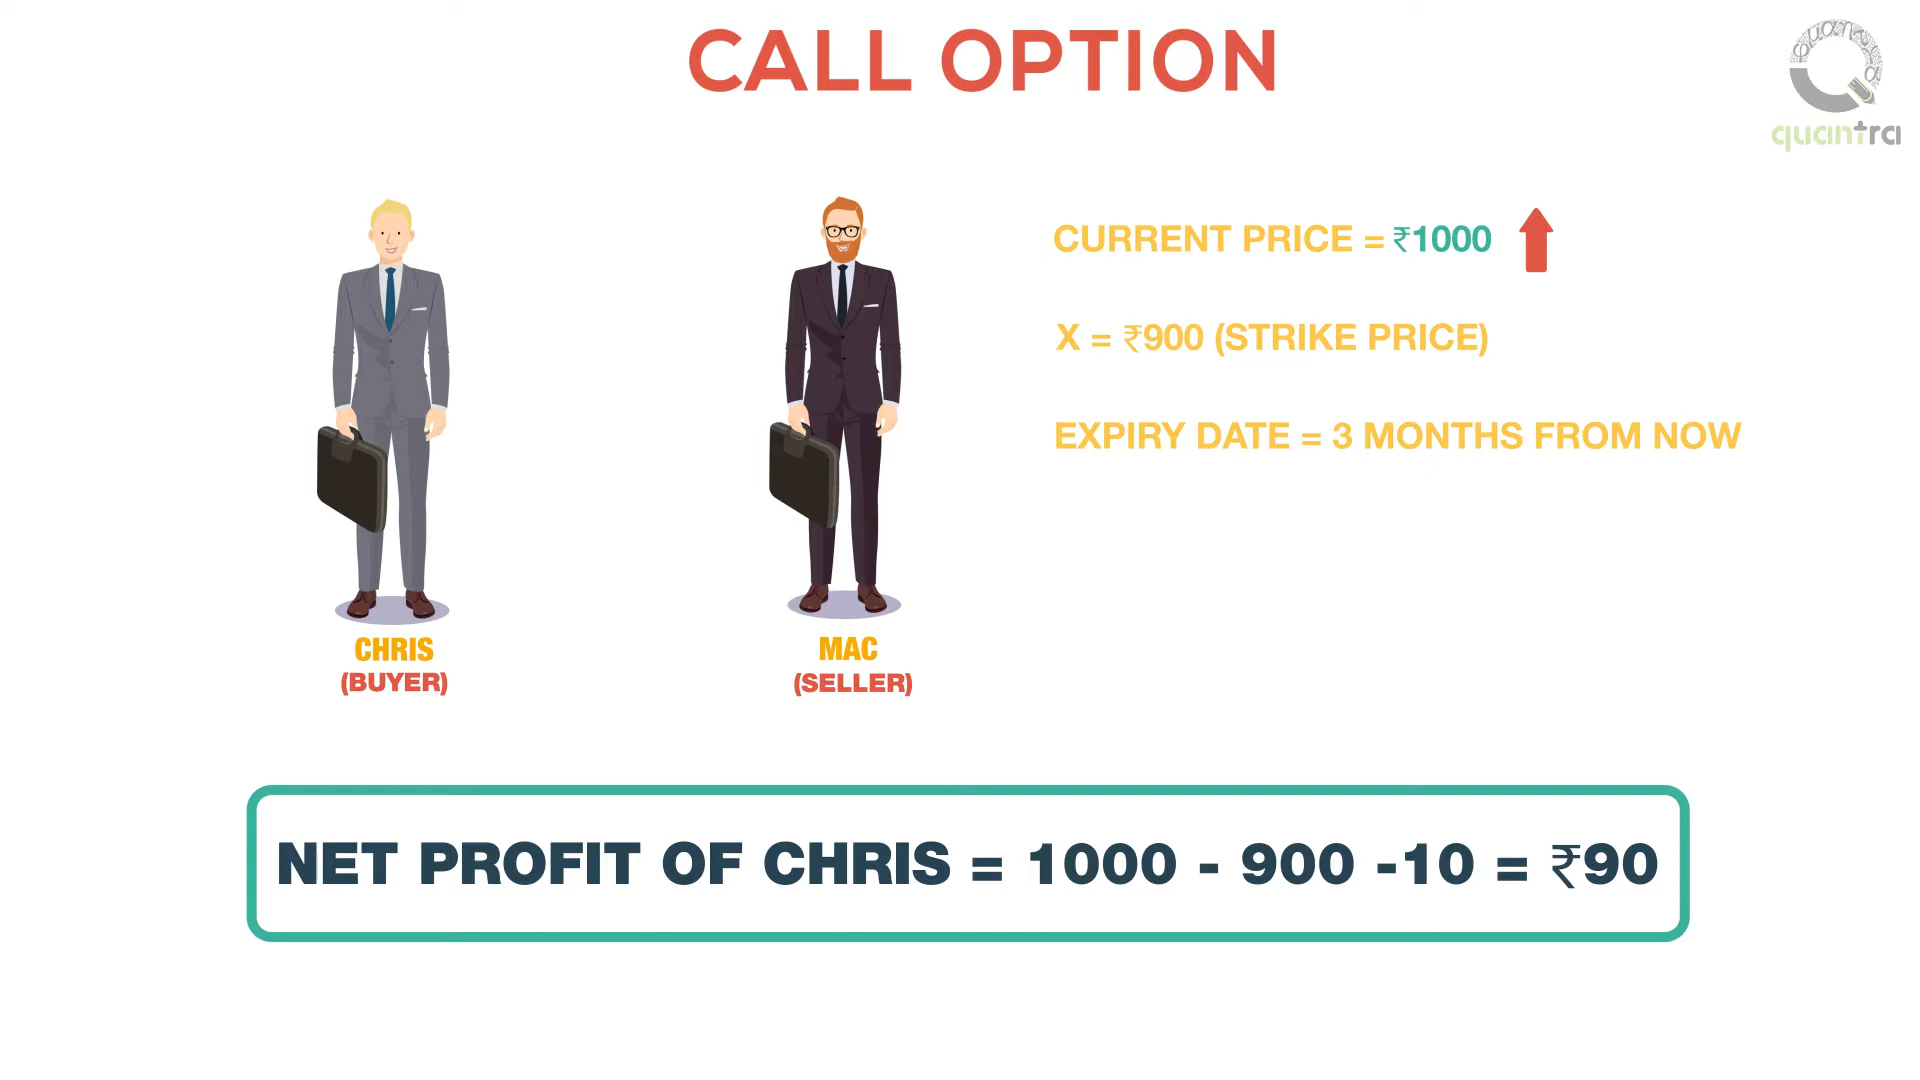 CALL OPTION
quantra
CURRENT PRICE = ₹1000
X = ₹900 (STRIKE PRICE)
EXPIRY DATE = 3 MONTHS FROM NOW
CHRIS
(BUYER)
MAC
(SELLER)
NET PROFIT OF CHRIS = 1000 - 900 -10 = ₹90